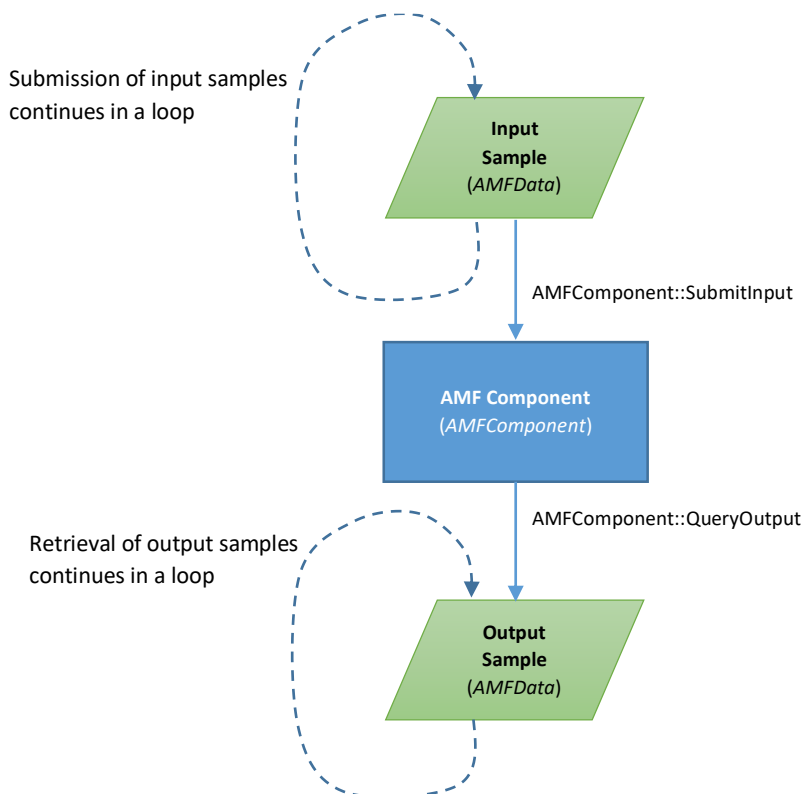 Submission of input samples
continues in a loop
Input
Sample
(AMFData)
AMFComponent::SubmitInput
AMF Component
(AMFComponent)
AMFComponent::QueryOutput
Retrieval of output samples
continues in a loop
Output
Sample
(AMFData)